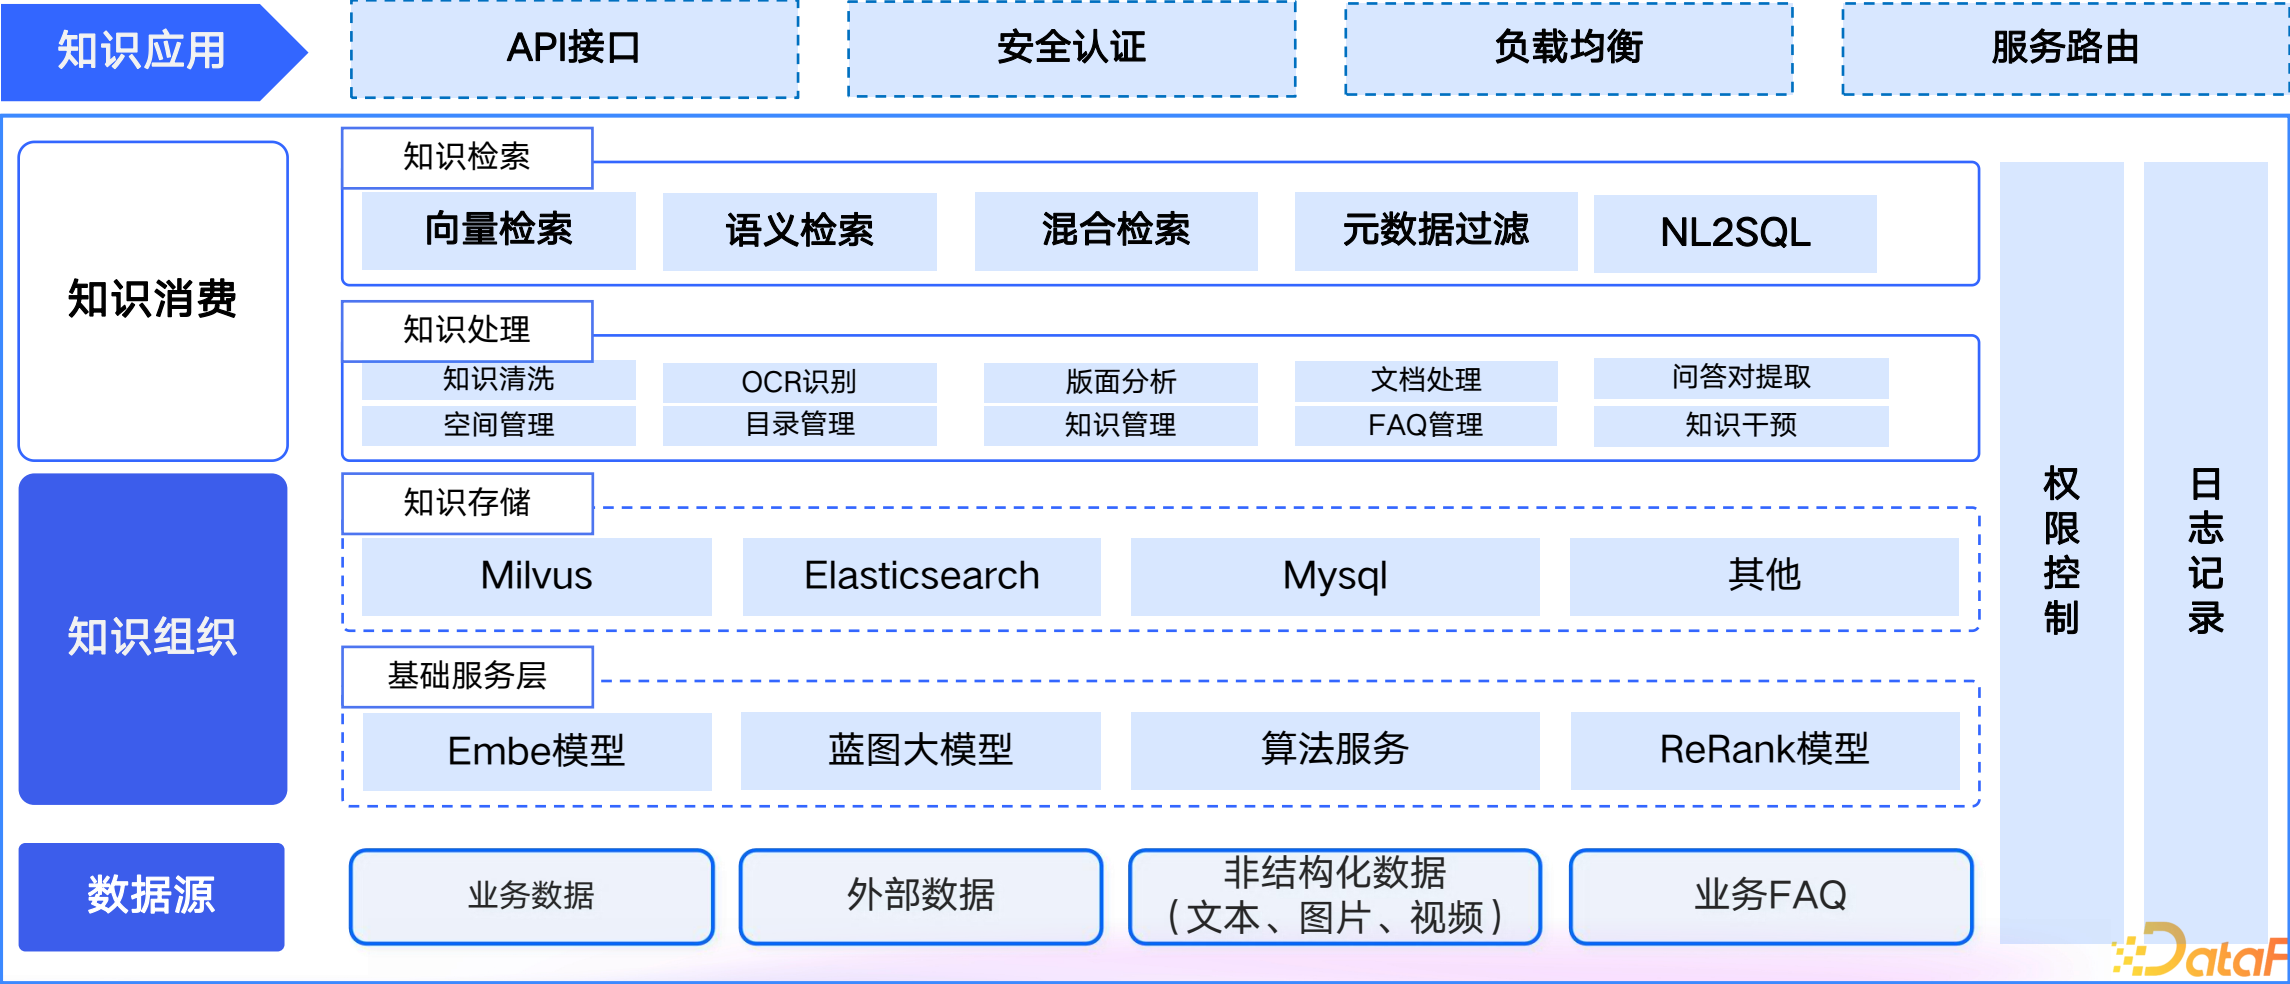 知识应用
API接口
安全认证
负载均衡
服务路由
知识消费
知识检索
向量检索
语义检索
混合检索
元数据过滤
NL2SQL
知识处理
知识清洗
OCR识别
版面分析
文档处理
问答对提取
空间管理
目录管理
知识管理
FAQ管理
知识干预
知识组织
知识存储
Milvus
Elasticsearch
Mysql
其他
基础服务层
Embe模型
蓝图大模型
算法服务
ReRank模型
数据源
业务数据
外部数据
非结构化数据
（文本、图片、视频）
业务FAQ
权限控制
日志记录
DataF